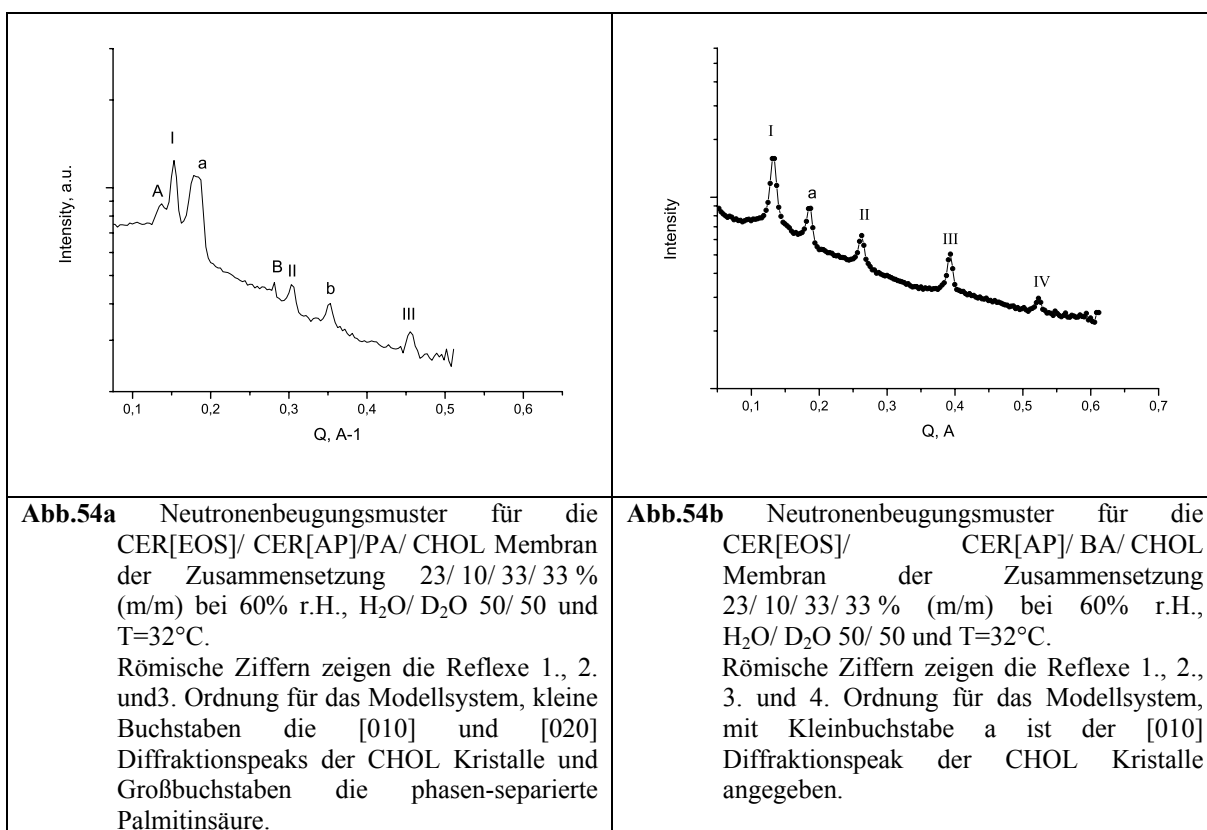 I
A
a
B
II
b
III
Intensity, a.u.
0,1 0,2 0,3 0,4 0,5 0,6
Q, A-1
I
a
II
III
IV
Intensity
0,1 0,2 0,3 0,4 0,5 0,6 0,7
Q, A
Abb.54a Neutronenbeugungsmuster für die
CER[EOS]/ CER[AP]/PA/ CHOL Membran
der Zusammensetzung 23/ 10/ 33/ 33 %
(m/m) bei 60% r.H., H₂O/ D₂O 50/ 50 und
T=32°C.
Römische Ziffern zeigen die Reflexe 1., 2.
und3. Ordnung für das Modellsystem, kleine
Buchstaben die [010] und [020]
Diffraktionspeaks der CHOL Kristalle und
Großbuchstaben die phasen-separierte
Palmitinsäure.
Abb.54b Neutronenbeugungsmuster für die
CER[EOS]/ CER[AP]/ BA/ CHOL
Membran der Zusammensetzung
23/ 10/ 33/ 33 % (m/m) bei 60% r.H.,
H₂O/ D₂O 50/ 50 und T=32°C.
Römische Ziffern zeigen die Reflexe 1., 2.,
3. und 4. Ordnung für das Modellsystem,
mit Kleinbuchstabe a ist der [010]
Diffraktionspeak der CHOL Kristalle
angegeben.